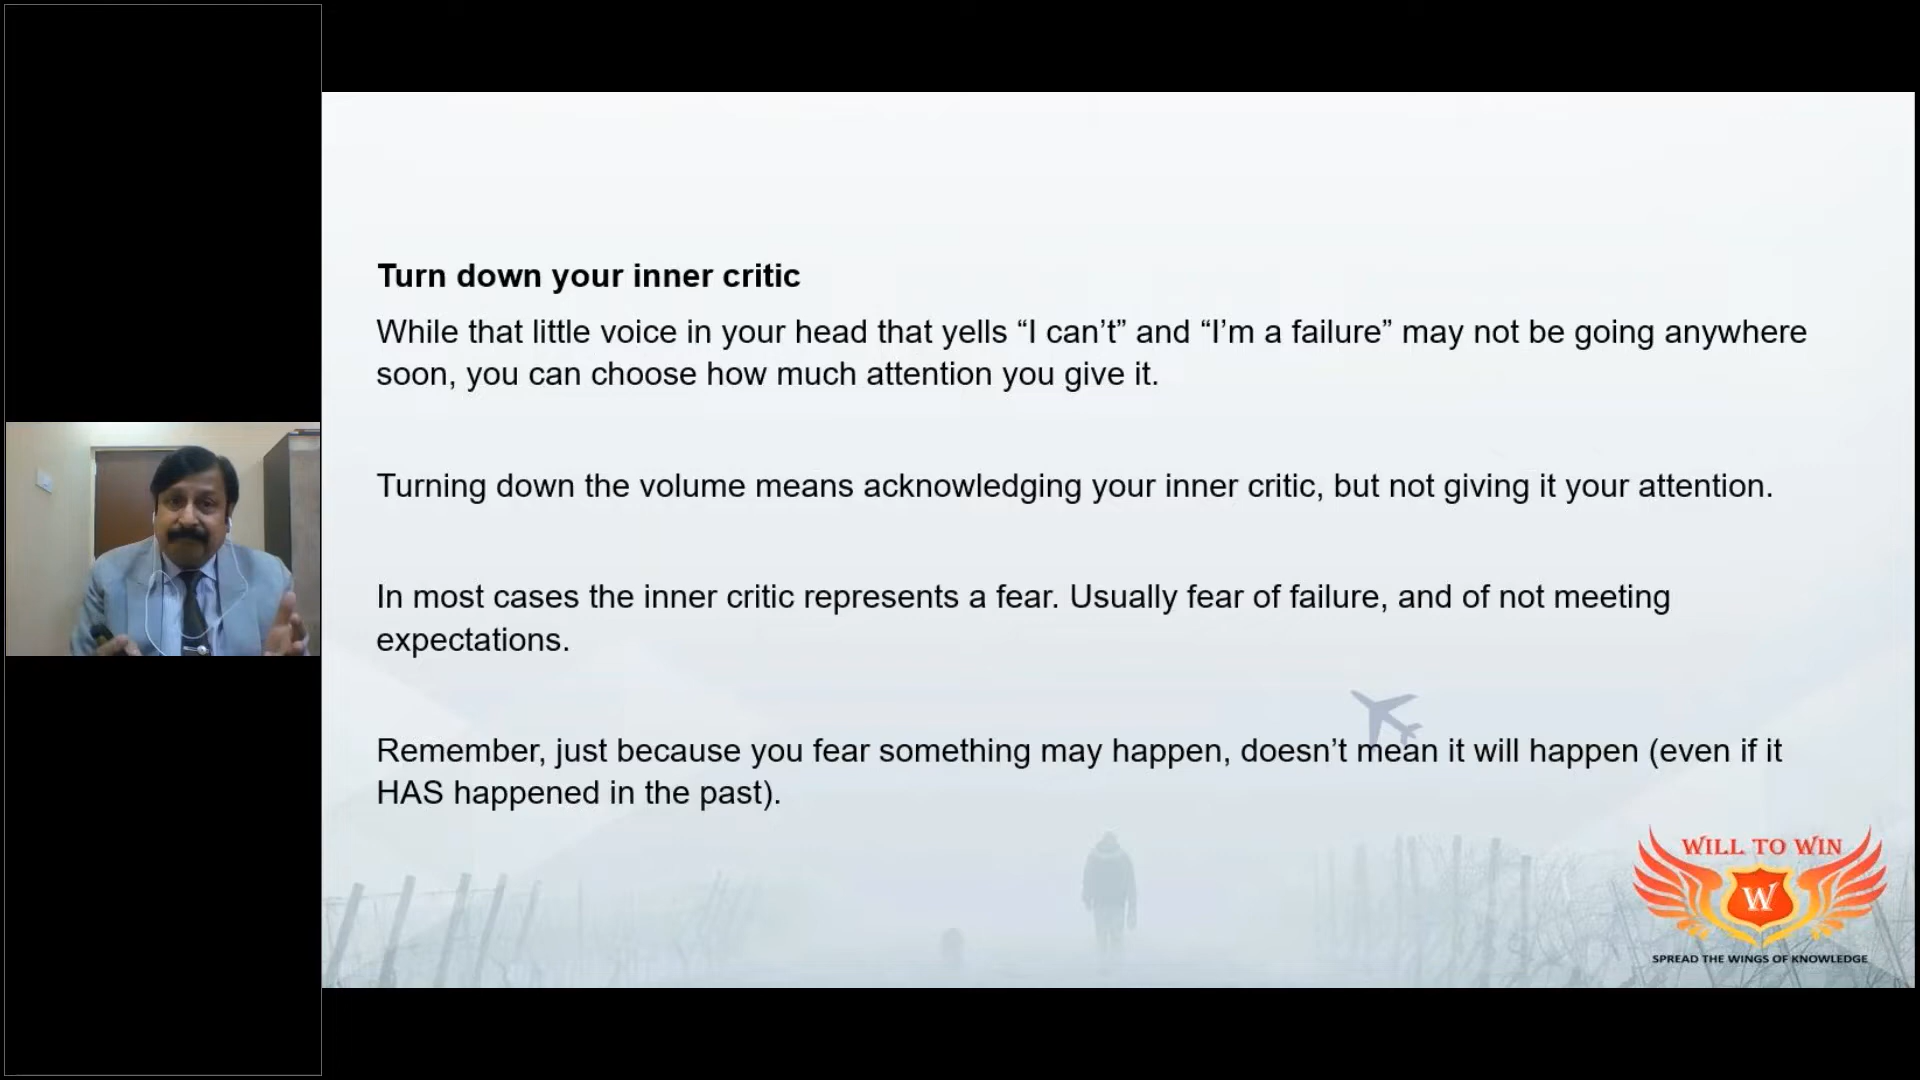 Turn down your inner critic
While that little voice in your head that yells “I can’t” and “I’m a failure” may not be going anywhere
soon, you can choose how much attention you give it.
Turning down the volume means acknowledging your inner critic, but not giving it your attention.
In most cases the inner critic represents a fear. Usually fear of failure, and of not meeting
expectations.
Remember, just because you fear something may happen, doesn’t mean it will happen (even if it
HAS happened in the past).
WILL TO WIN
W
SPREAD THE WINGS OF KNOWLEDGE